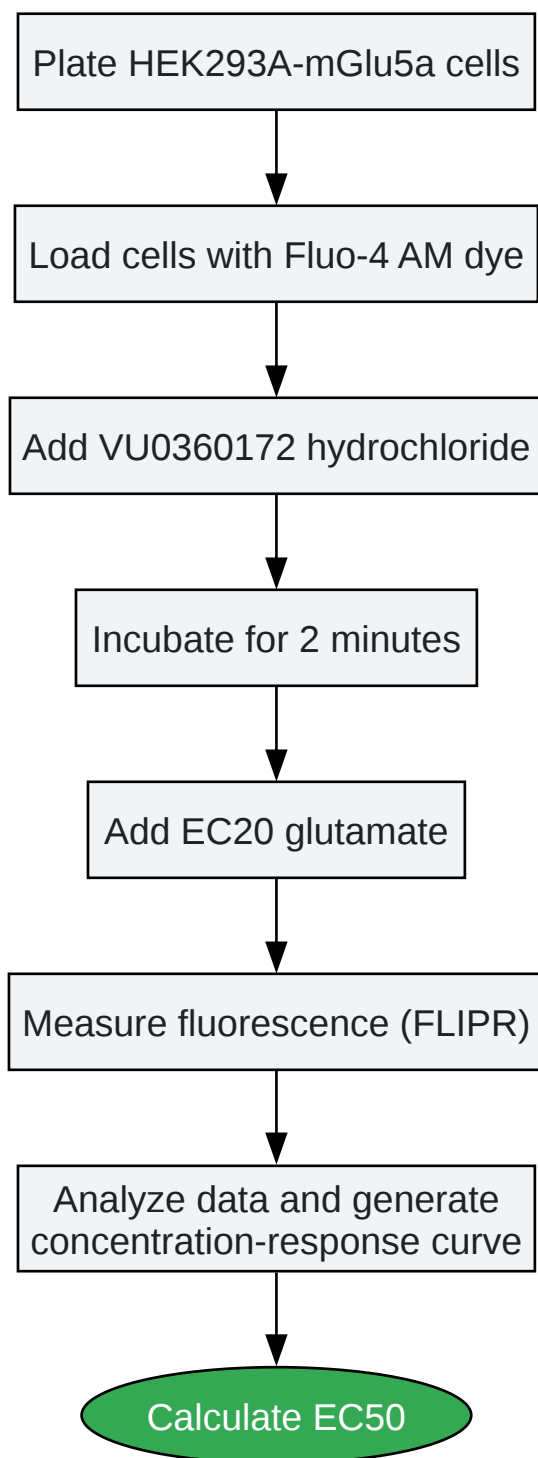 Plate HEK293A-mGlu5a cells
Load cells with Fluo-4 AM dye
Add VU0360172 hydrochloride
Incubate for 2 minutes
Add EC20 glutamate
Measure fluorescence (FLIPR)
Analyze data and generate
concentration-response curve
Calculate EC50